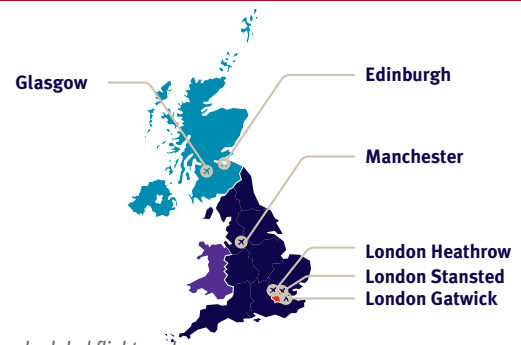 Glasgow
Edinburgh
Manchester
London Heathrow
London Stansted
London Gatwick